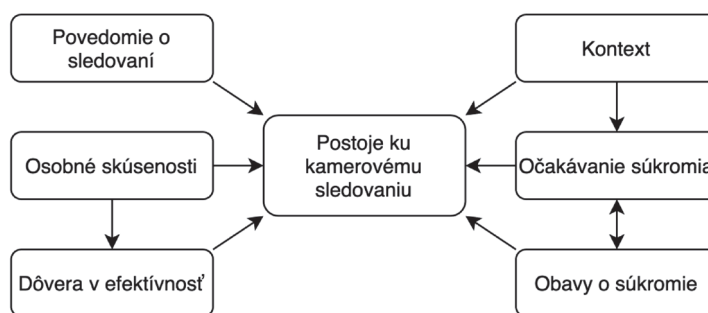 Povedomie o
sledovaní
Kontext
Postoje ku
kamerovému
sledovaniu
Osobné skúsenosti
Očakávanie súkromia
Dôvera v efektívnosť
Obavy o súkromie